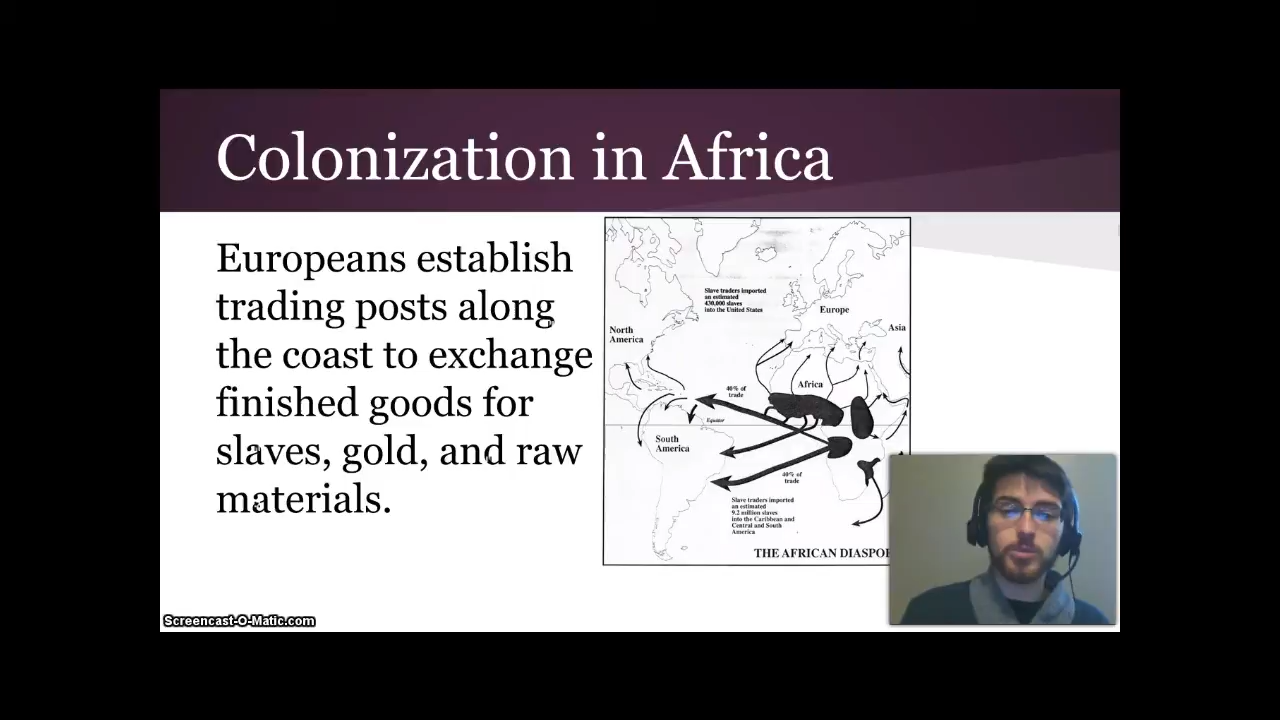 Colonization in Africa
Europeans establish
trading posts along
the coast to exchange
finished goods for
slaves, gold, and raw
materials.
Slave traders imported
an estimated
430,000 slaves
into the United States
Europe
Asia
North
America
Africa
40% of
trade
Equator
South
America
40% of
trade
Slave traders imported
an estimated
9.2 million slaves
into the Caribbean and
Central and South
America
THE AFRICAN DIASPO
Screencast-O-Matic.com